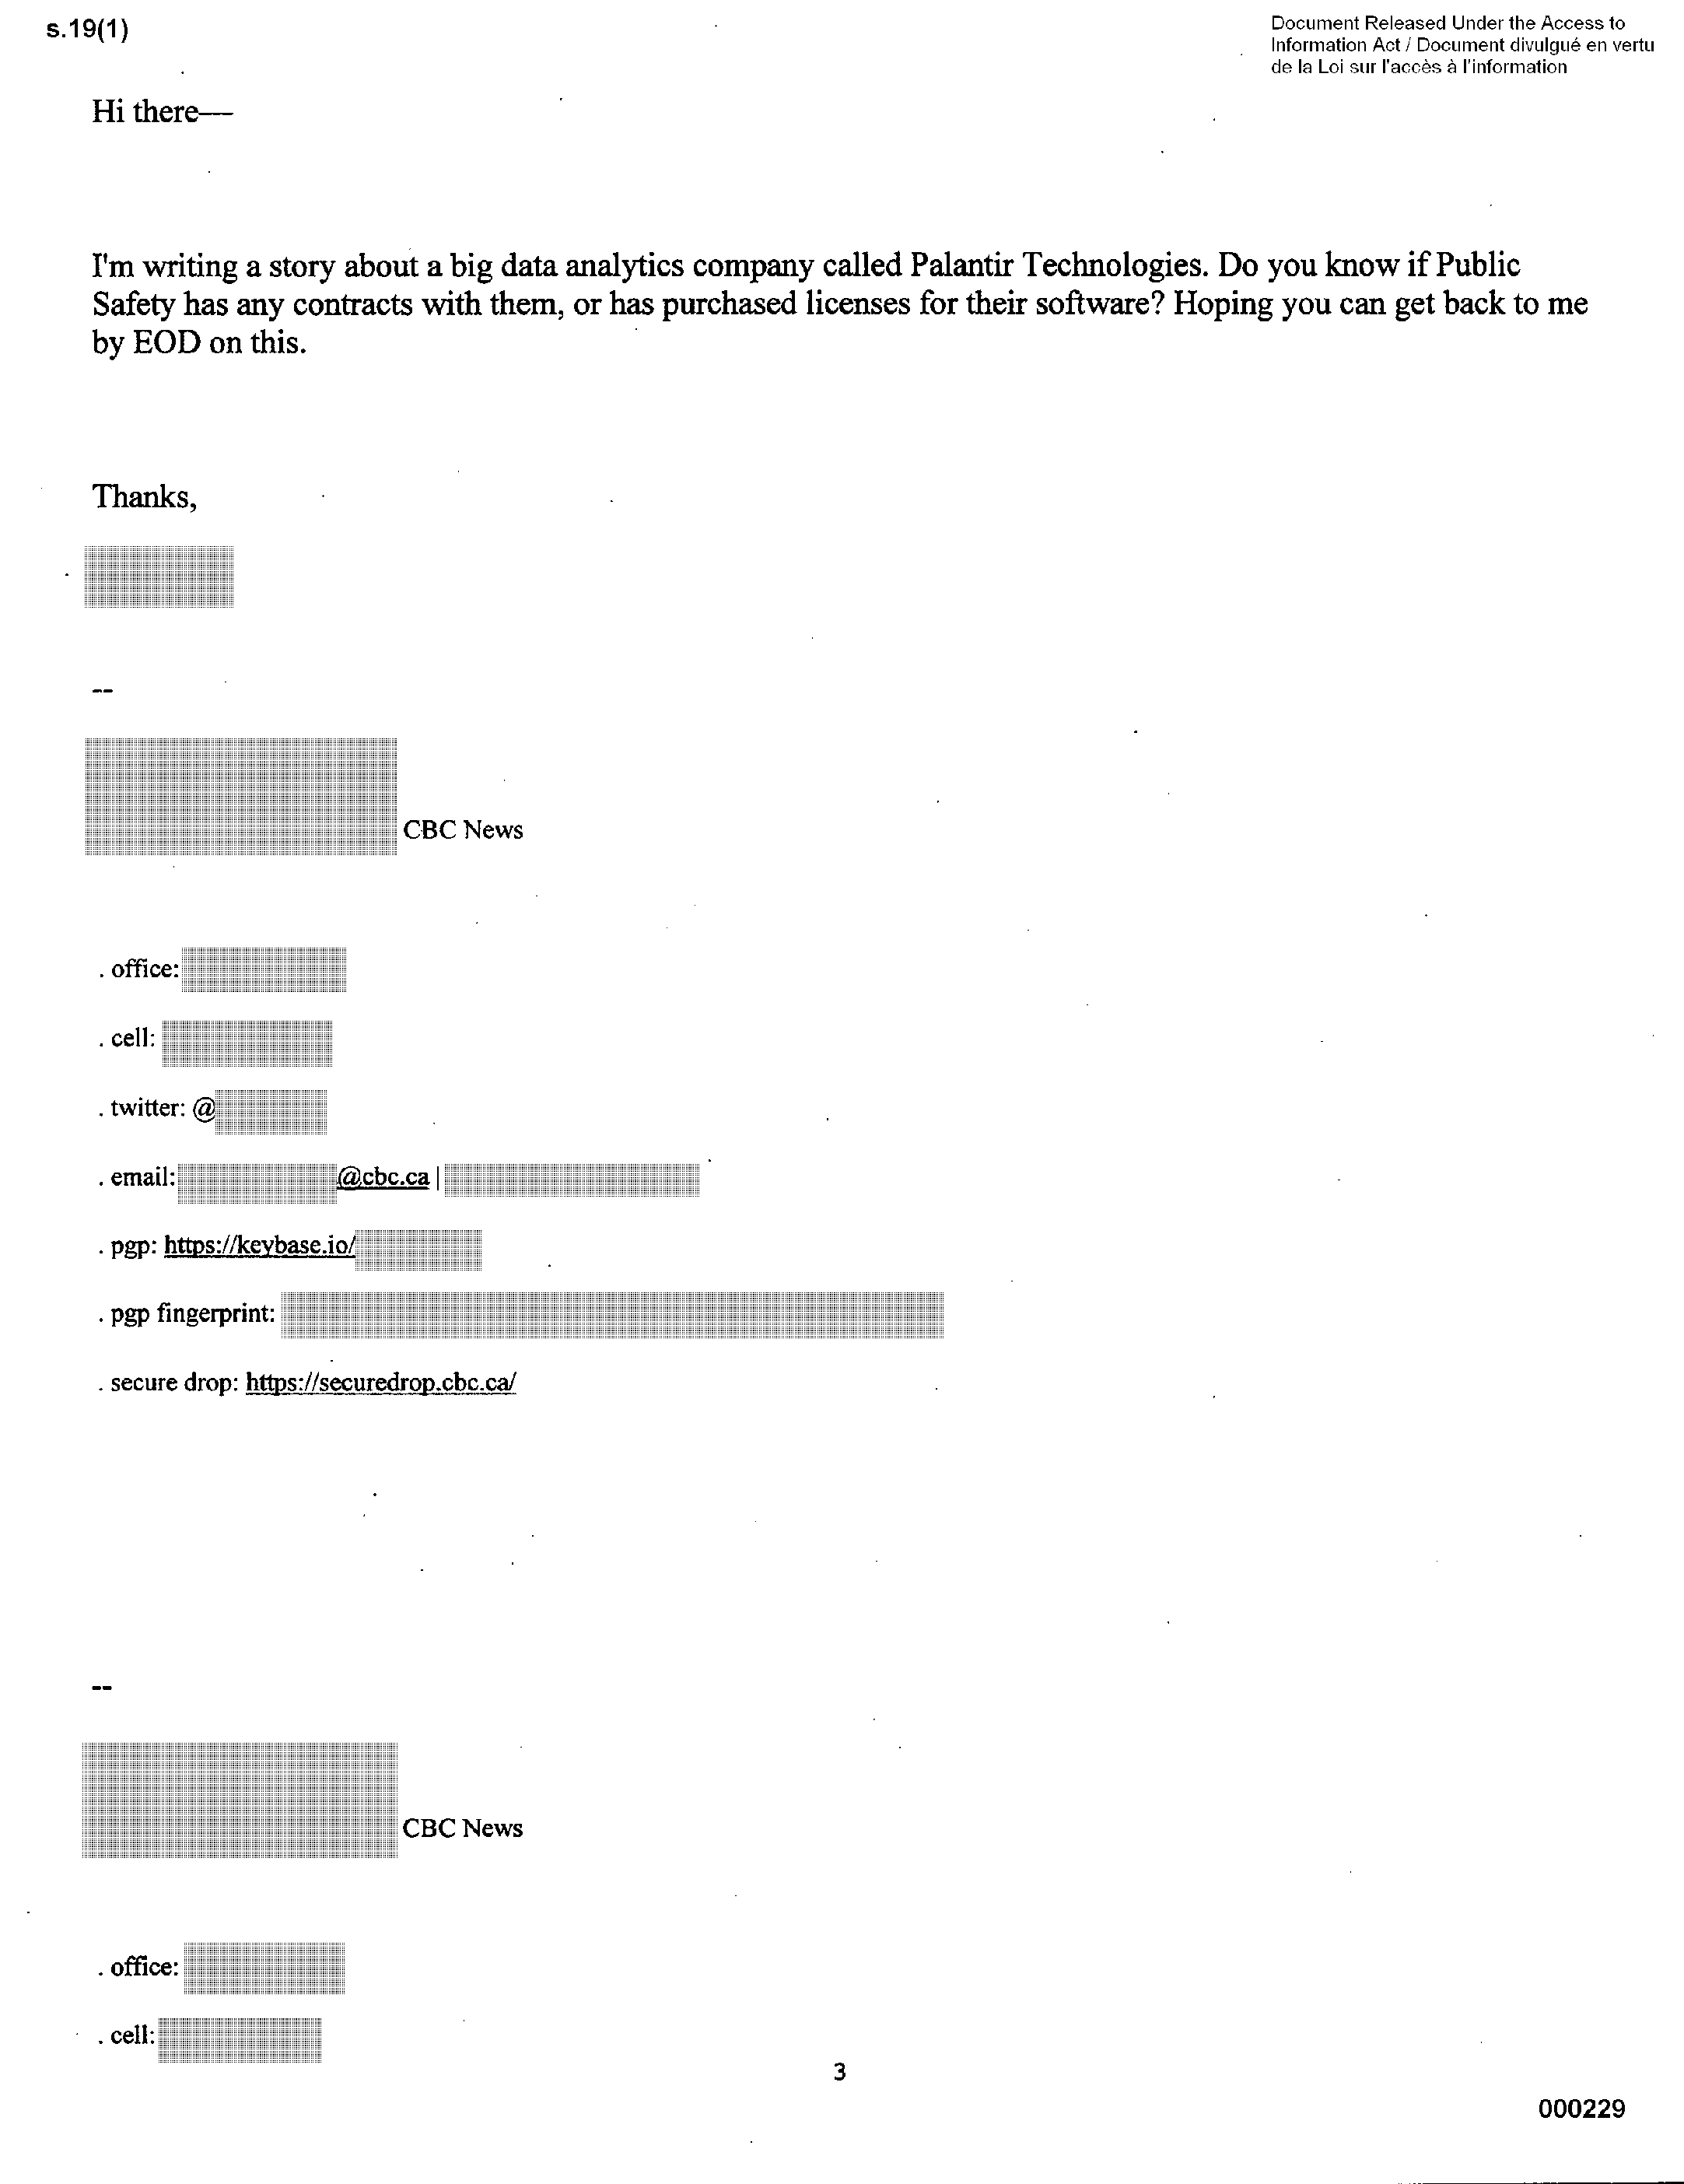 s.19(1)
Document Released Under the Access to
Information Act / Document divulgué en vertu
de la Loi sur l'accès à l'information
Hi there—
I'm writing a story about a big data analytics company called Palantir Technologies. Do you know if Public
Safety has any contracts with them, or has purchased licenses for their software? Hoping you can get back to me
by EOD on this.
Thanks,
--
CBC News
. office:
. cell:
. twitter: @
. email: @cbc.ca |
. pgp: https://keybase.io/
. pgp fingerprint:
. secure drop: https://securedrop.cbc.ca/
--
CBC News
. office:
. cell:
3
000229